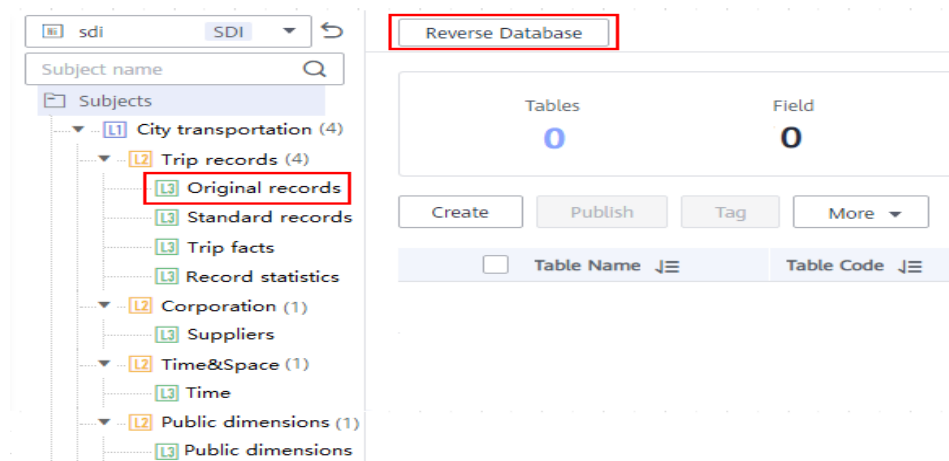 sdi SDI
Subject name
Subjects
L1 City transportation (4)
L2 Trip records (4)
L3 Original records
L3 Standard records
L3 Trip facts
L3 Record statistics
L2 Corporation (1)
L3 Suppliers
L2 Time&Space (1)
L3 Time
L2 Public dimensions (1)
L3 Public dimensions
Reverse Database
Tables Field
0 0
Create Publish Tag More
Table Name Table Code